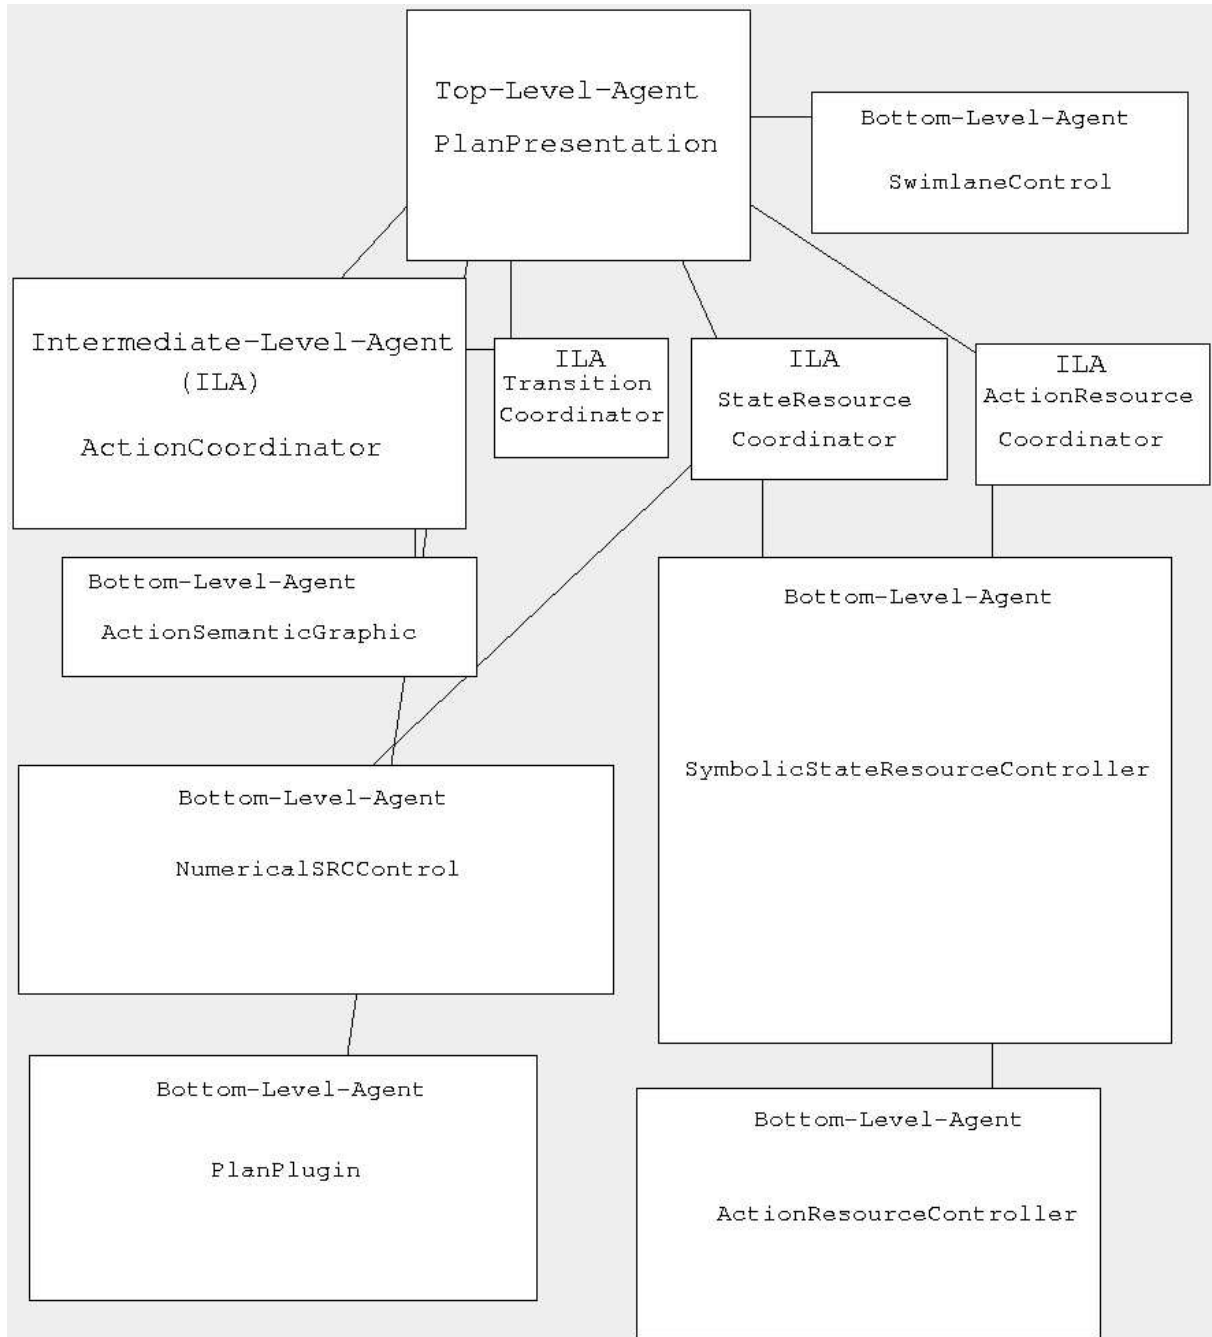 Top-Level-Agent
PlanPresentation
Bottom-Level-Agent
SwimlaneControl
Intermediate-Level-Agent
(ILA)
ActionCoordinator
ILA
Transition
Coordinator
ILA
StateResource
Coordinator
ILA
ActionResource
Coordinator
Bottom-Level-Agent
ActionSemanticGraphic
Bottom-Level-Agent
SymbolicStateResourceController
Bottom-Level-Agent
NumericalSRCControl
Bottom-Level-Agent
PlanPlugin
Bottom-Level-Agent
ActionResourceController